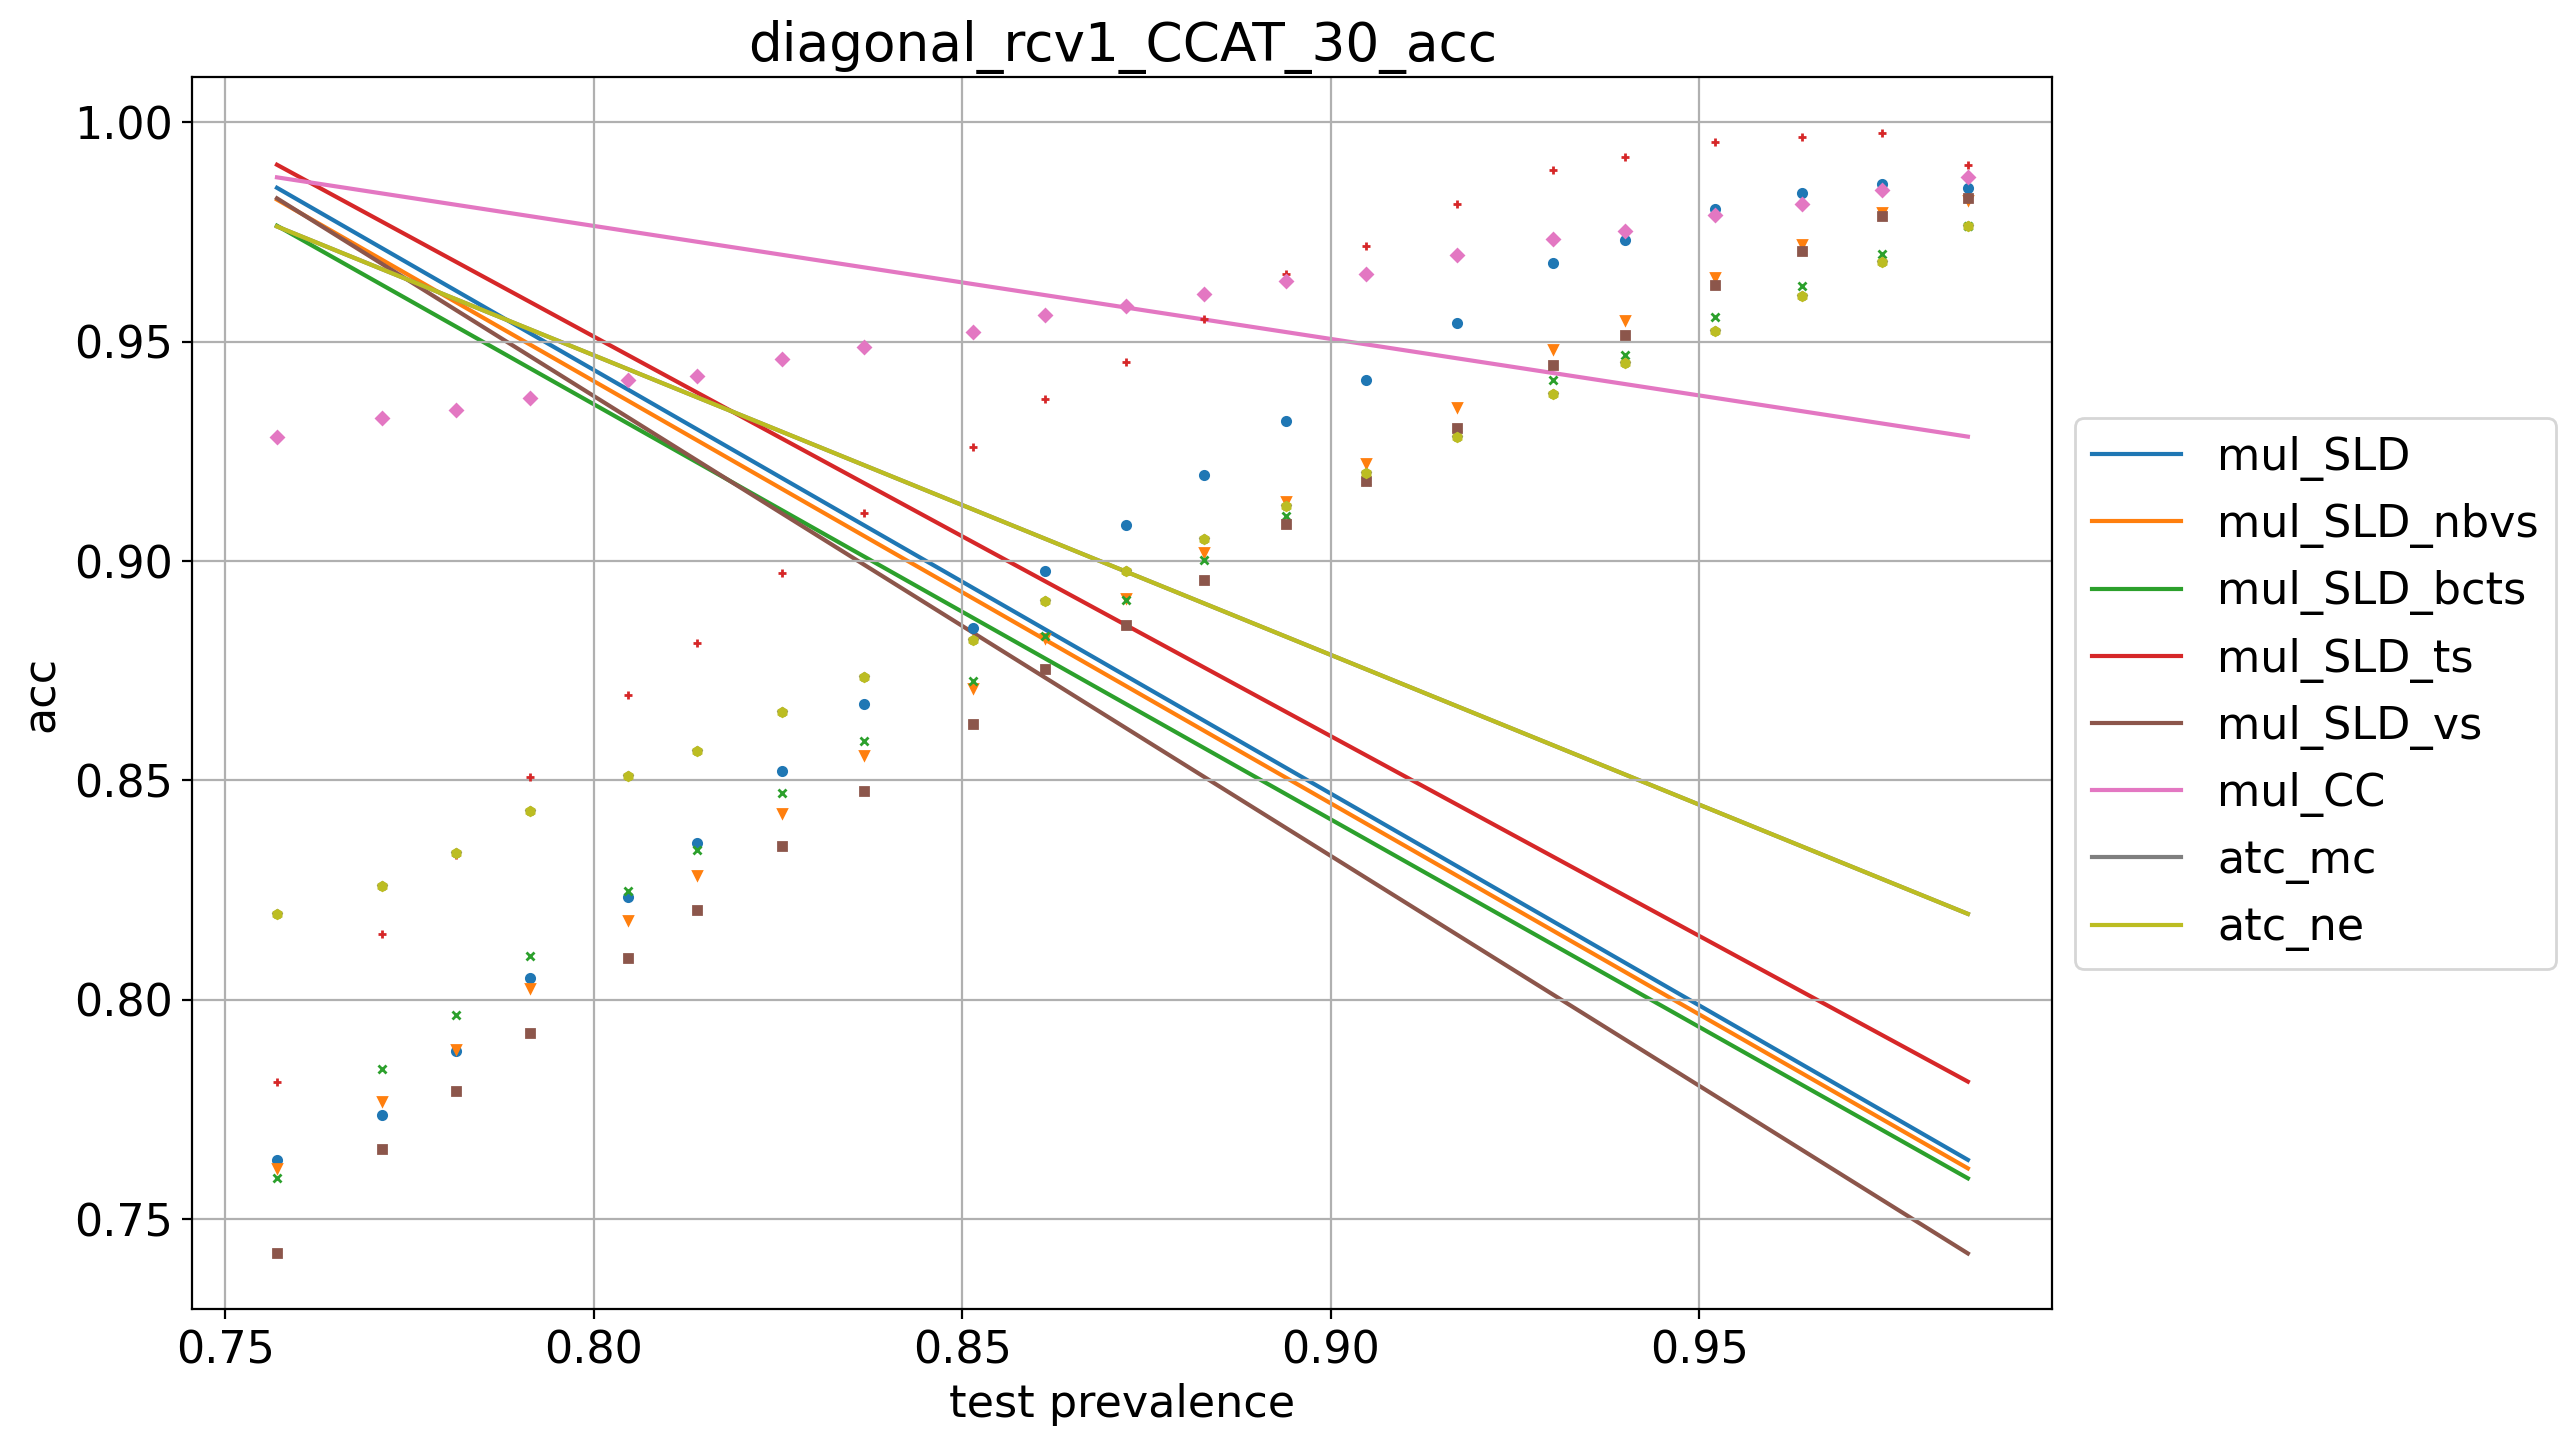 diagonal_rcv1_CCAT_30_acc
1.00
0.95
0.90
0.85
0.80
0.75
acc
0.75 0.80 0.85 0.90 0.95
test prevalence
mul_SLD
mul_SLD_nbvs
mul_SLD_bcts
mul_SLD_ts
mul_SLD_vs
mul_CC
atc_mc
atc_ne